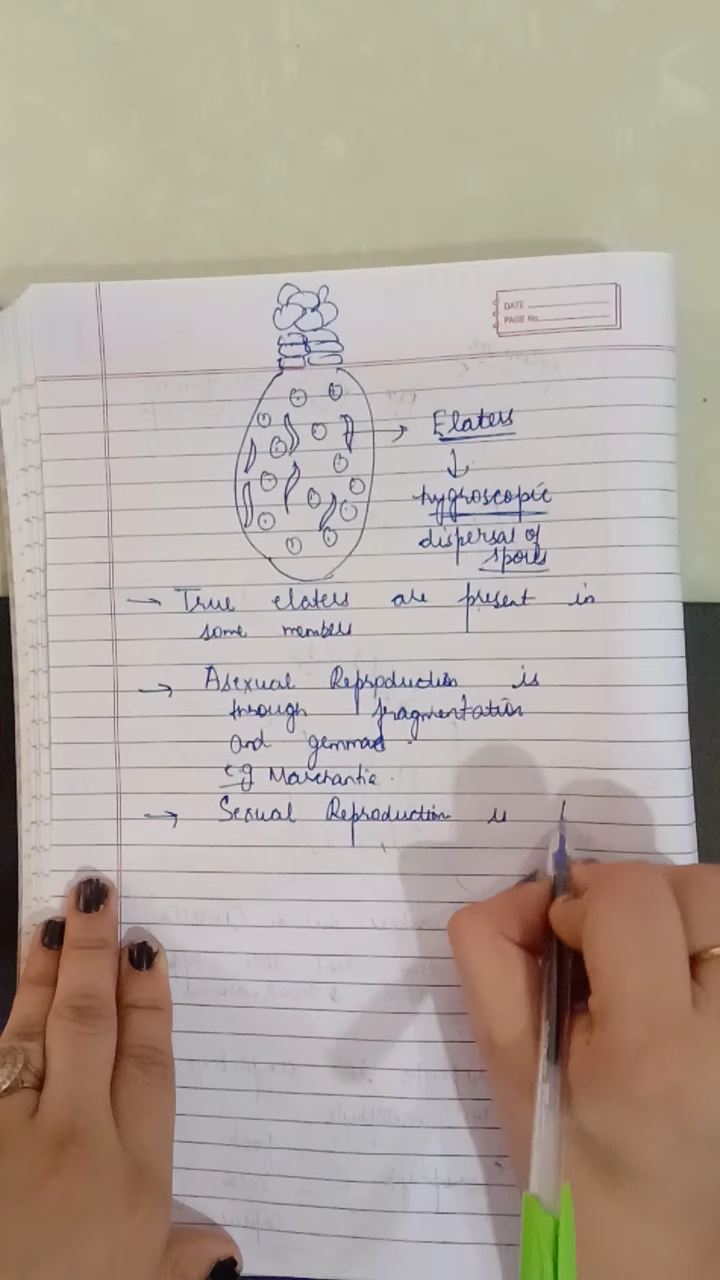 DATE
PAGE No.
Elaters
hygroscopic
dispersal of
spores
True elaters are present in
some members
Asexual Reproduction is
through fragmentation
and gemmae.
eg Marchantia.
Sexual Reproduction is